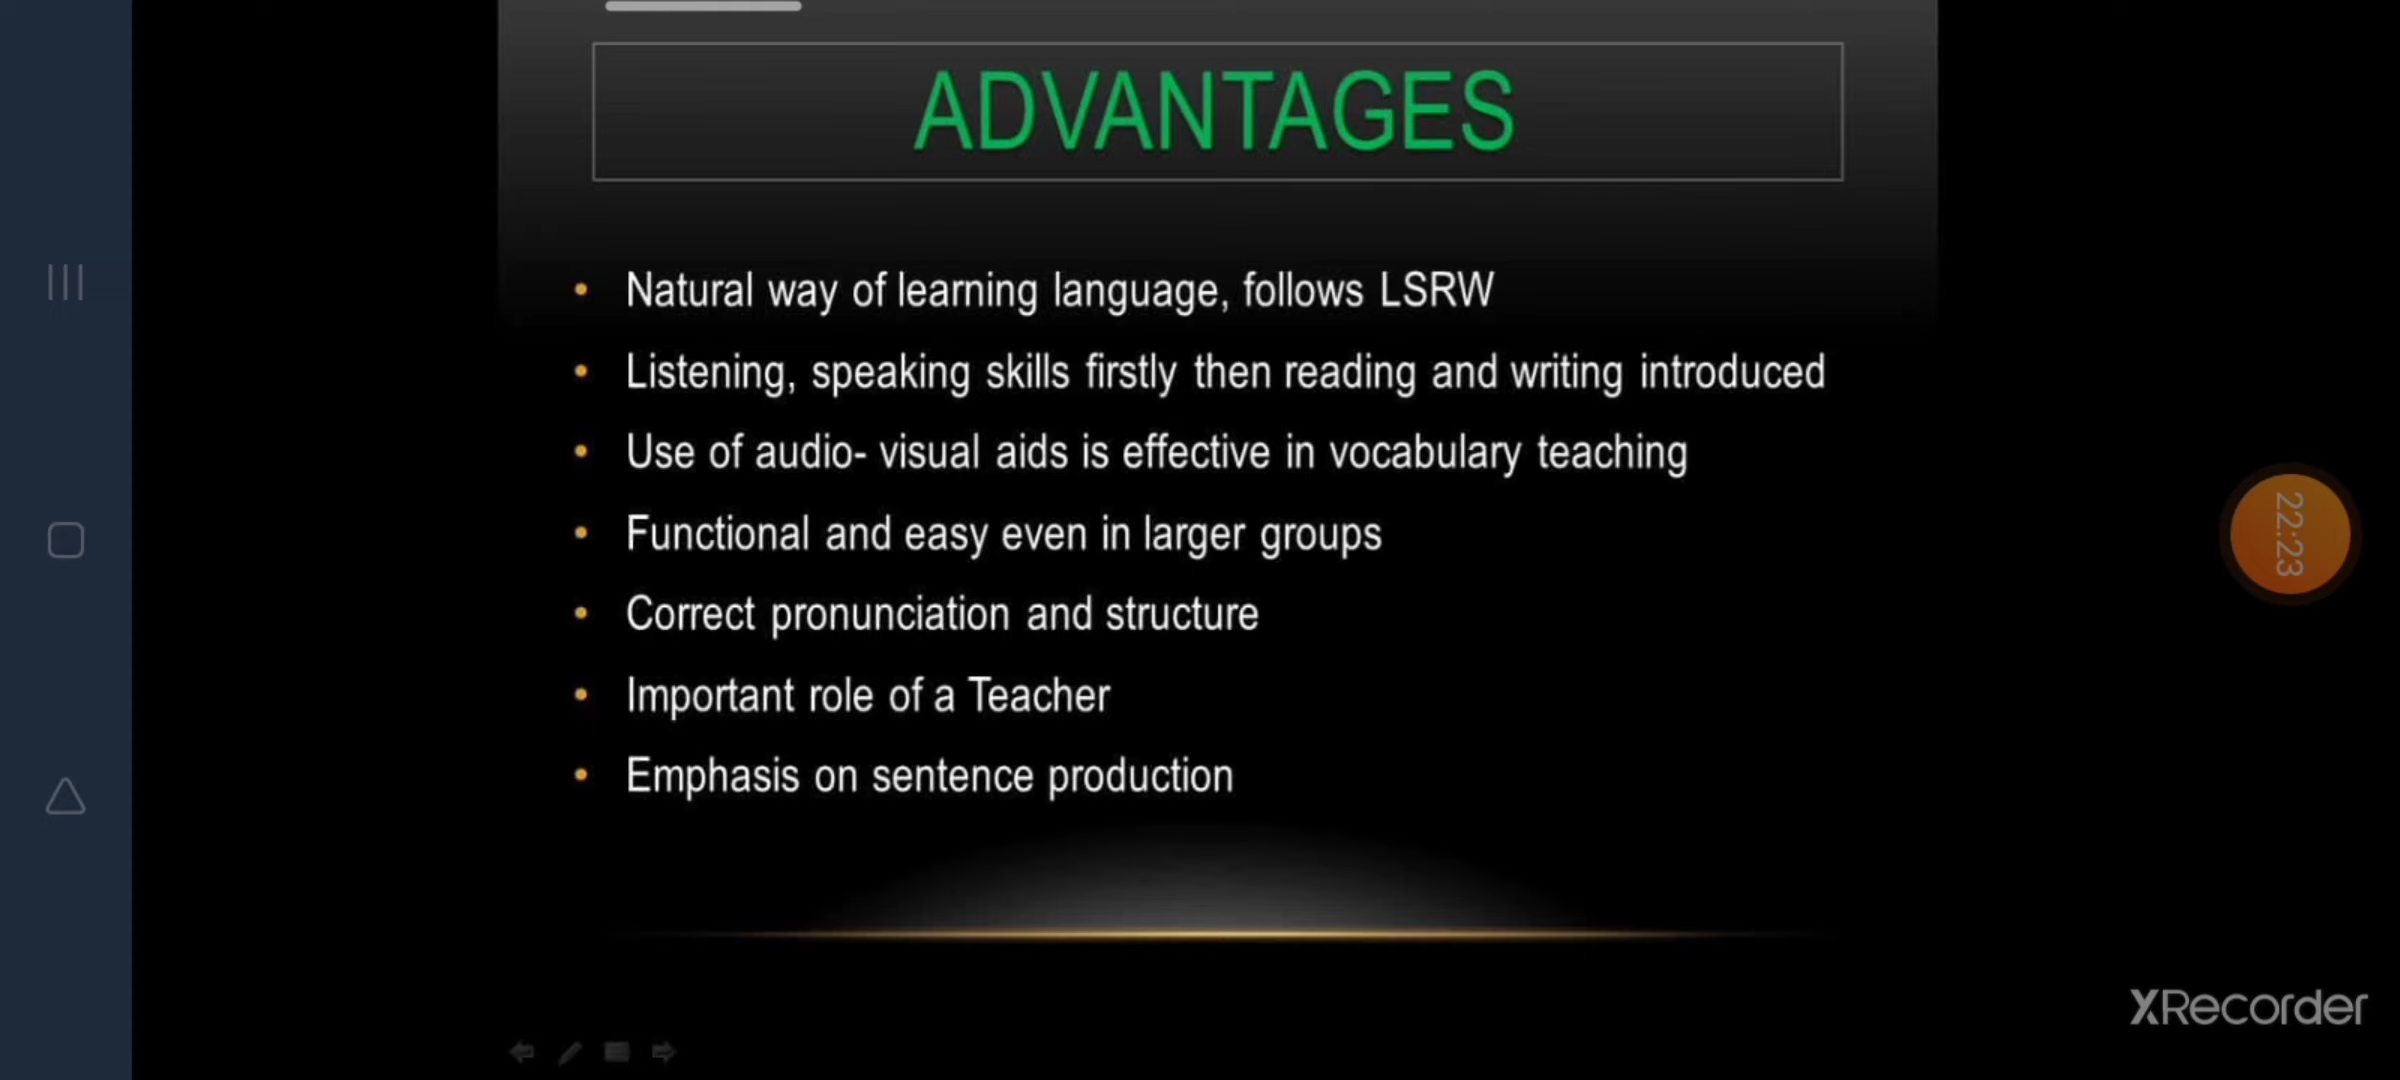 ADVANTAGES
• Natural way of learning language, follows LSRW
• Listening, speaking skills firstly then reading and writing introduced
• Use of audio- visual aids is effective in vocabulary teaching
• Functional and easy even in larger groups
• Correct pronunciation and structure
• Important role of a Teacher
• Emphasis on sentence production
22:23
XRecorder